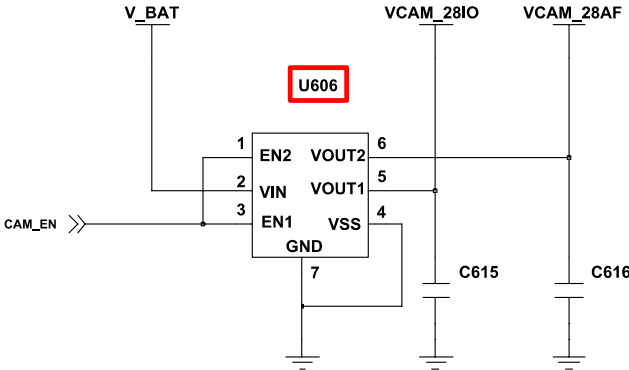 V_BAT VCAM_28IO VCAM_28AF
U606
1 EN2 VOUT2 6
2 VIN VOUT1 5
3 EN1 VSS 4
CAM_EN
GND
7
C615 C616